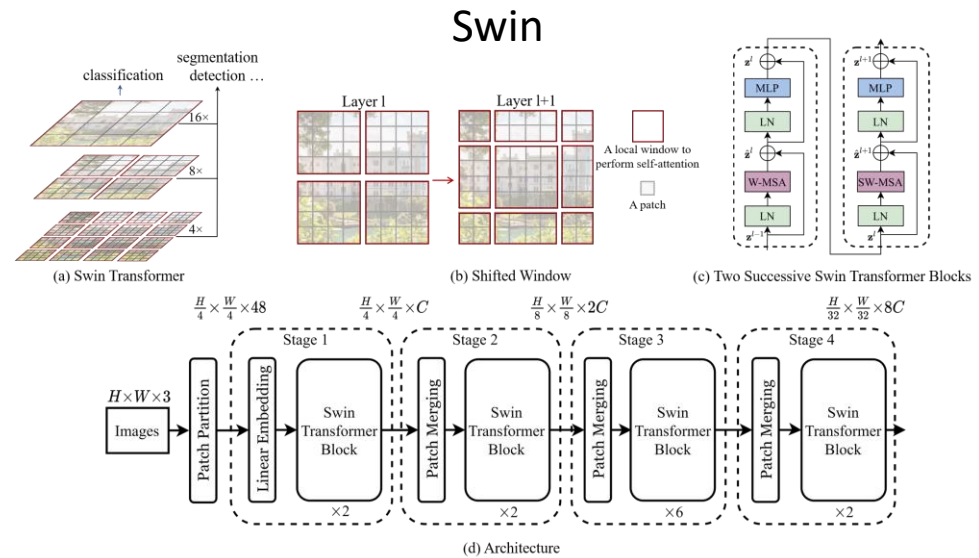 Swin
segmentation
detection ...
classification
16×
8×
4×
(a) Swin Transformer
Layer l
Layer l+1
A local window to
perform self-attention
A patch
(b) Shifted Window
z^l
MLP
LN
ẑ^l
W-MSA
LN
z^{l-1}
z^{l+1}
MLP
LN
ẑ^{l+1}
SW-MSA
LN
z^l
(c) Two Successive Swin Transformer Blocks
H/4 × W/4 × 48
H/4 × W/4 × C
H/8 × W/8 × 2C
H/32 × W/32 × 8C
Stage 1
Stage 2
Stage 3
Stage 4
H×W×3
Images
Patch Partition
Linear Embedding
Swin
Transformer
Block
×2
Patch Merging
Swin
Transformer
Block
×2
Patch Merging
Swin
Transformer
Block
×6
Patch Merging
Swin
Transformer
Block
×2
(d) Architecture